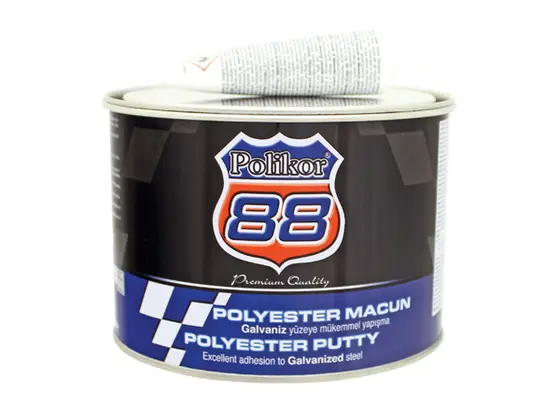 Polikor®
88
Premium Quality
POLYESTER MACUN
Galvaniz yüzeye mükemmel yapışma
POLYESTER PUTTY
Excellent adhesion to Galvanized steel